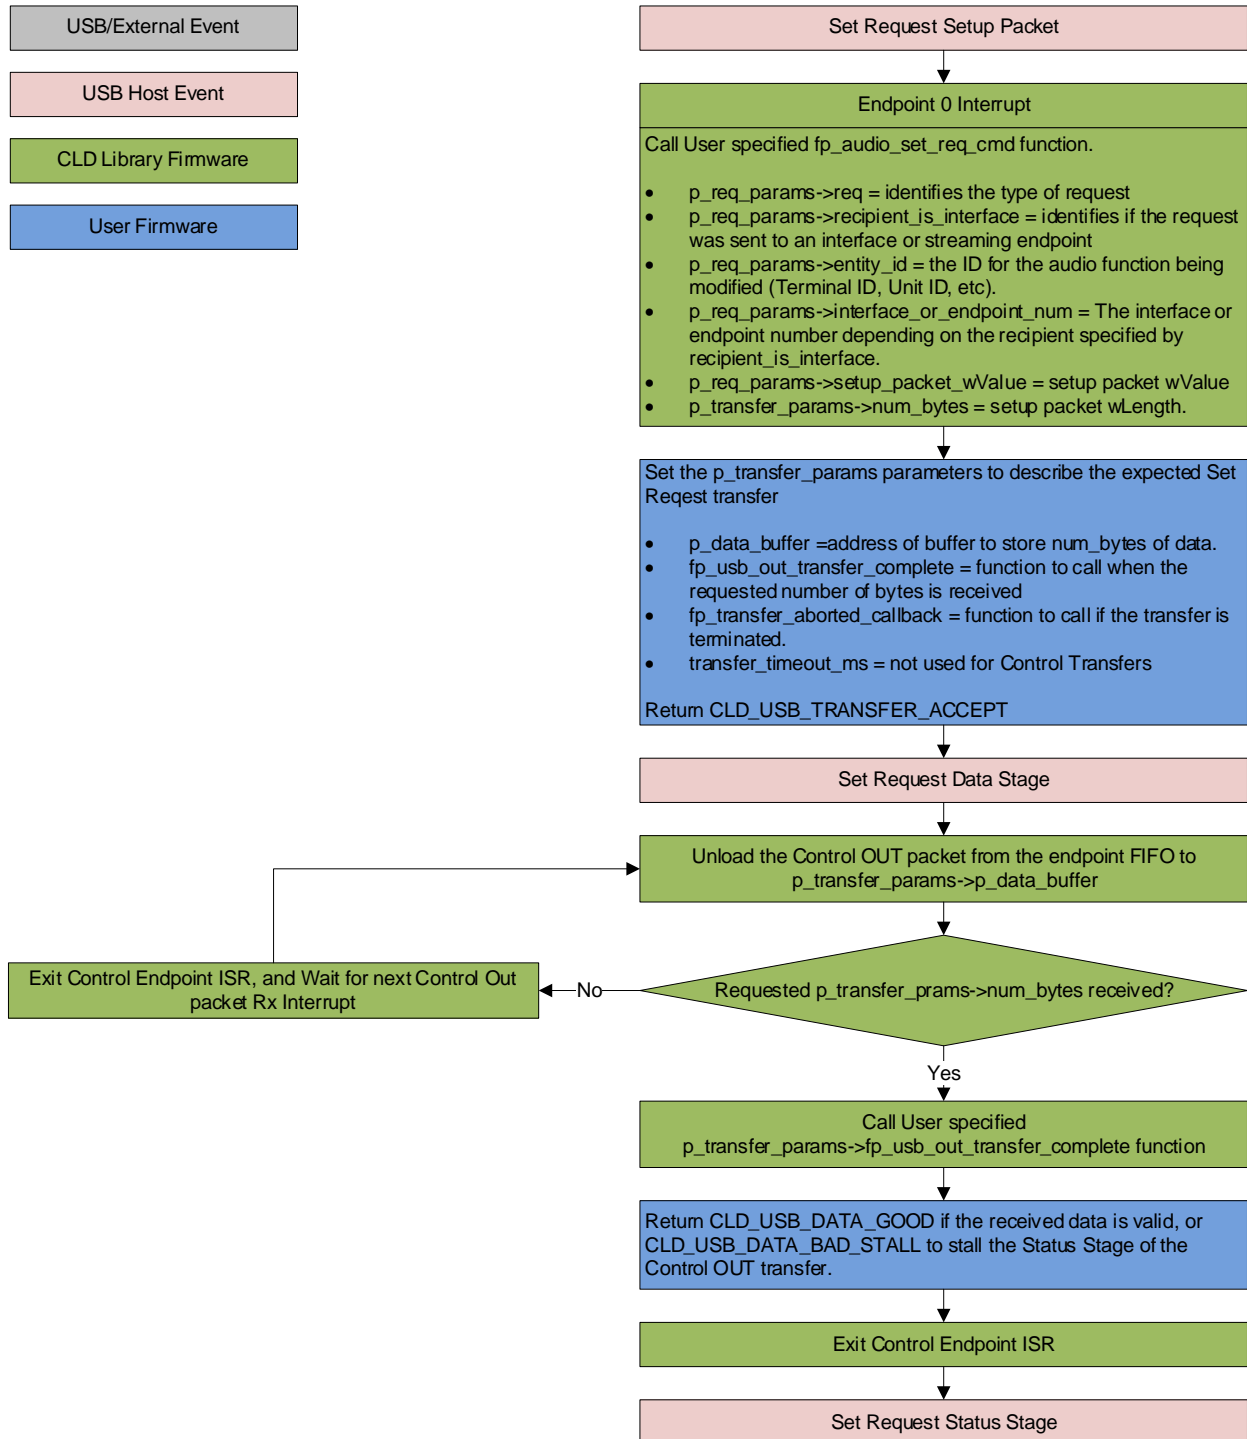 USB/External Event
USB Host Event
CLD Library Firmware
User Firmware
Set Request Setup Packet
Endpoint 0 Interrupt
Call User specified fp_audio_set_req_cmd function.
• p_req_params->req = identifies the type of request
• p_req_params->recipient_is_interface = identifies if the request
was sent to an interface or streaming endpoint
• p_req_params->entity_id = the ID for the audio function being
modified (Terminal ID, Unit ID, etc).
• p_req_params->interface_or_endpoint_num = The interface or
endpoint number depending on the recipient specified by
recipient_is_interface.
• p_req_params->setup_packet_wValue = setup packet wValue
• p_transfer_params->num_bytes = setup packet wLength.
Set the p_transfer_params parameters to describe the expected Set
Reqest transfer
• p_data_buffer =address of buffer to store num_bytes of data.
• fp_usb_out_transfer_complete = function to call when the
requested number of bytes is received
• fp_transfer_aborted_callback = function to call if the transfer is
terminated.
• transfer_timeout_ms = not used for Control Transfers
Return CLD_USB_TRANSFER_ACCEPT
Set Request Data Stage
Unload the Control OUT packet from the endpoint FIFO to
p_transfer_params->p_data_buffer
Exit Control Endpoint ISR, and Wait for next Control Out
packet Rx Interrupt
No
Requested p_transfer_prams->num_bytes received?
Yes
Call User specified
p_transfer_params->fp_usb_out_transfer_complete function
Return CLD_USB_DATA_GOOD if the received data is valid, or
CLD_USB_DATA_BAD_STALL to stall the Status Stage of the
Control OUT transfer.
Exit Control Endpoint ISR
Set Request Status Stage